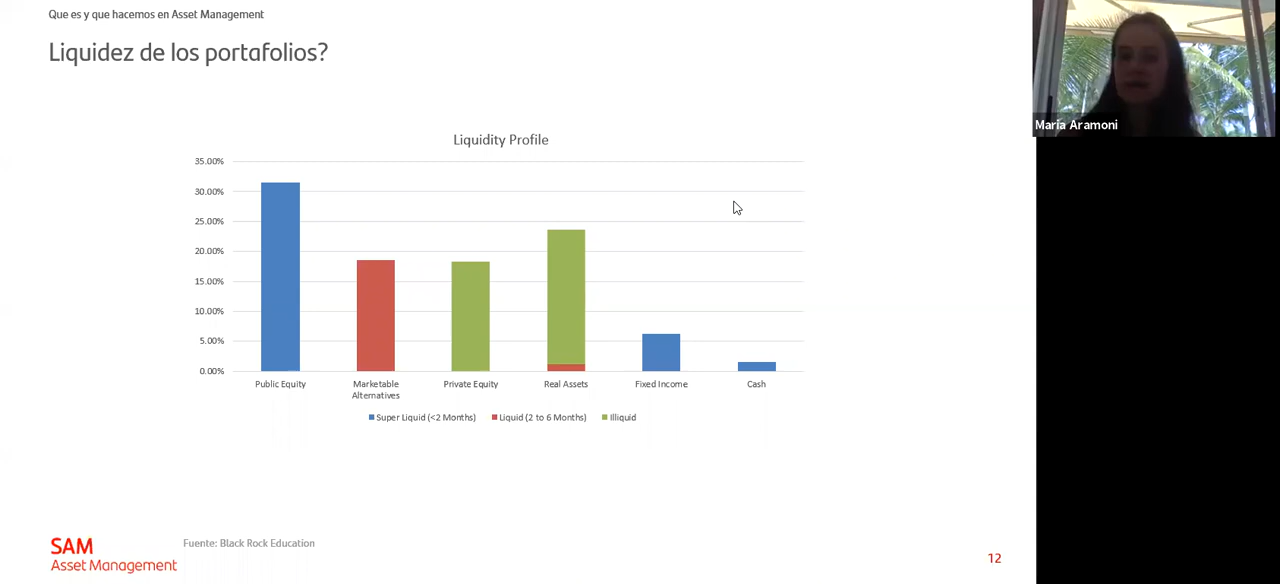 Que es y que hacemos en Asset Management
Liquidez de los portafolios?
María Aramoni
Liquidity Profile
35.00%
30.00%
25.00%
20.00%
15.00%
10.00%
5.00%
0.00%
Public Equity
Marketable
Alternatives
Private Equity
Real Assets
Fixed Income
Cash
Super Liquid (<2 Months)
Liquid (2 to 6 Months)
Illiquid
SAM
Asset Management
Fuente: Black Rock Education
12